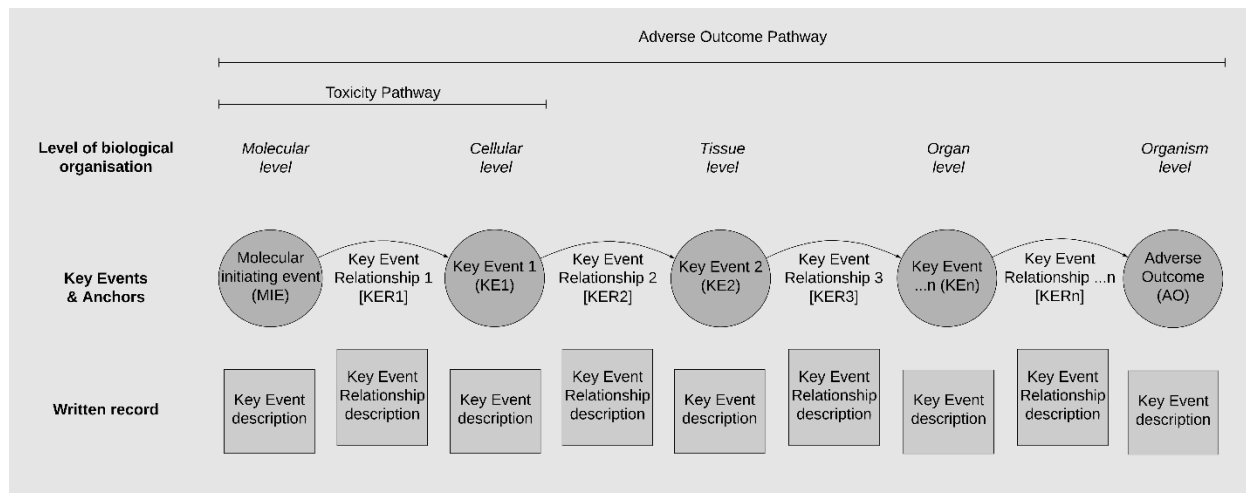 Adverse Outcome Pathway
Toxicity Pathway
Level of biological
organisation
Molecular
level
Cellular
level
Tissue
level
Organ
level
Organism
level
Key Events
& Anchors
Molecular
initiating event
(MIE)
Key Event
Relationship 1
[KER1]
Key Event 1
(KE1)
Key Event
Relationship 2
[KER2]
Key Event 2
(KE2)
Key Event
Relationship 3
[KER3]
Key Event
...n (KEn)
Key Event
Relationship ...n
[KERn]
Adverse
Outcome
(AO)
Written record
Key Event
description
Key Event
Relationship
description
Key Event
description
Key Event
Relationship
description
Key Event
description
Key Event
Relationship
description
Key Event
description
Key Event
Relationship
description
Key Event
description